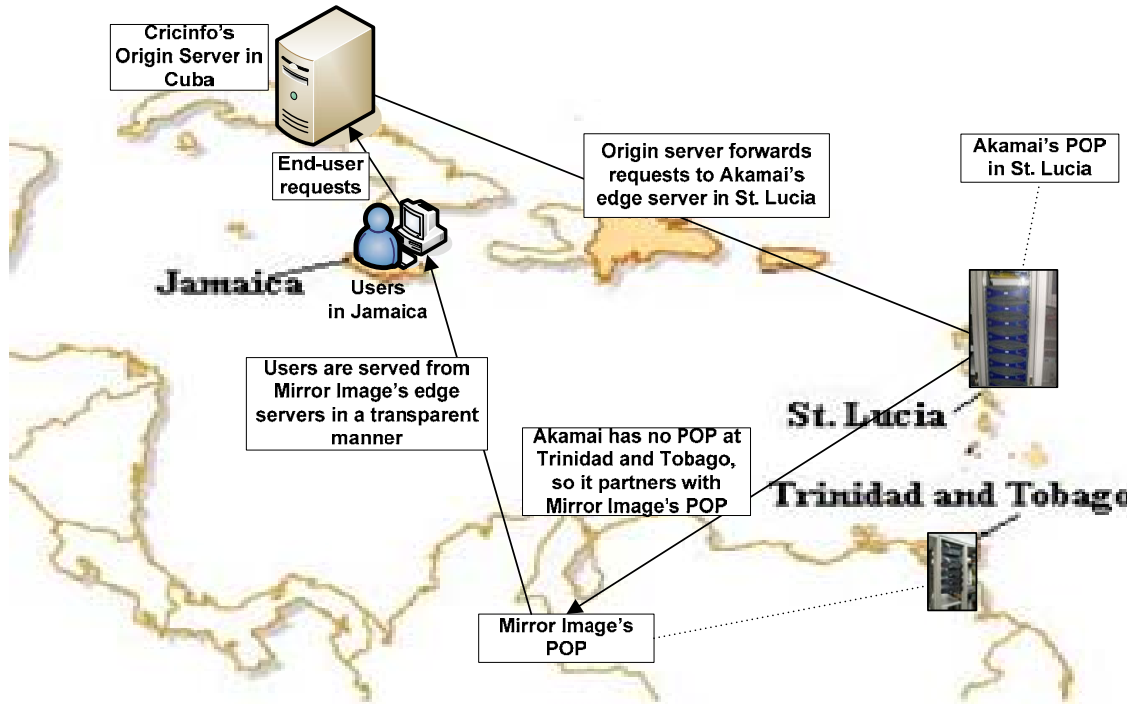 Cricinfo's
Origin Server in
Cuba
End-user
requests
Origin server forwards
requests to Akamai's
edge server in St. Lucia
Akamai's POP
in St. Lucia
Jamaica
Users
in Jamaica
Users are served from
Mirror Image's edge
servers in a transparent
manner
St. Lucia
Akamai has no POP at
Trinidad and Tobago,
so it partners with
Mirror Image's POP
Trinidad and Tobago
Mirror Image's
POP